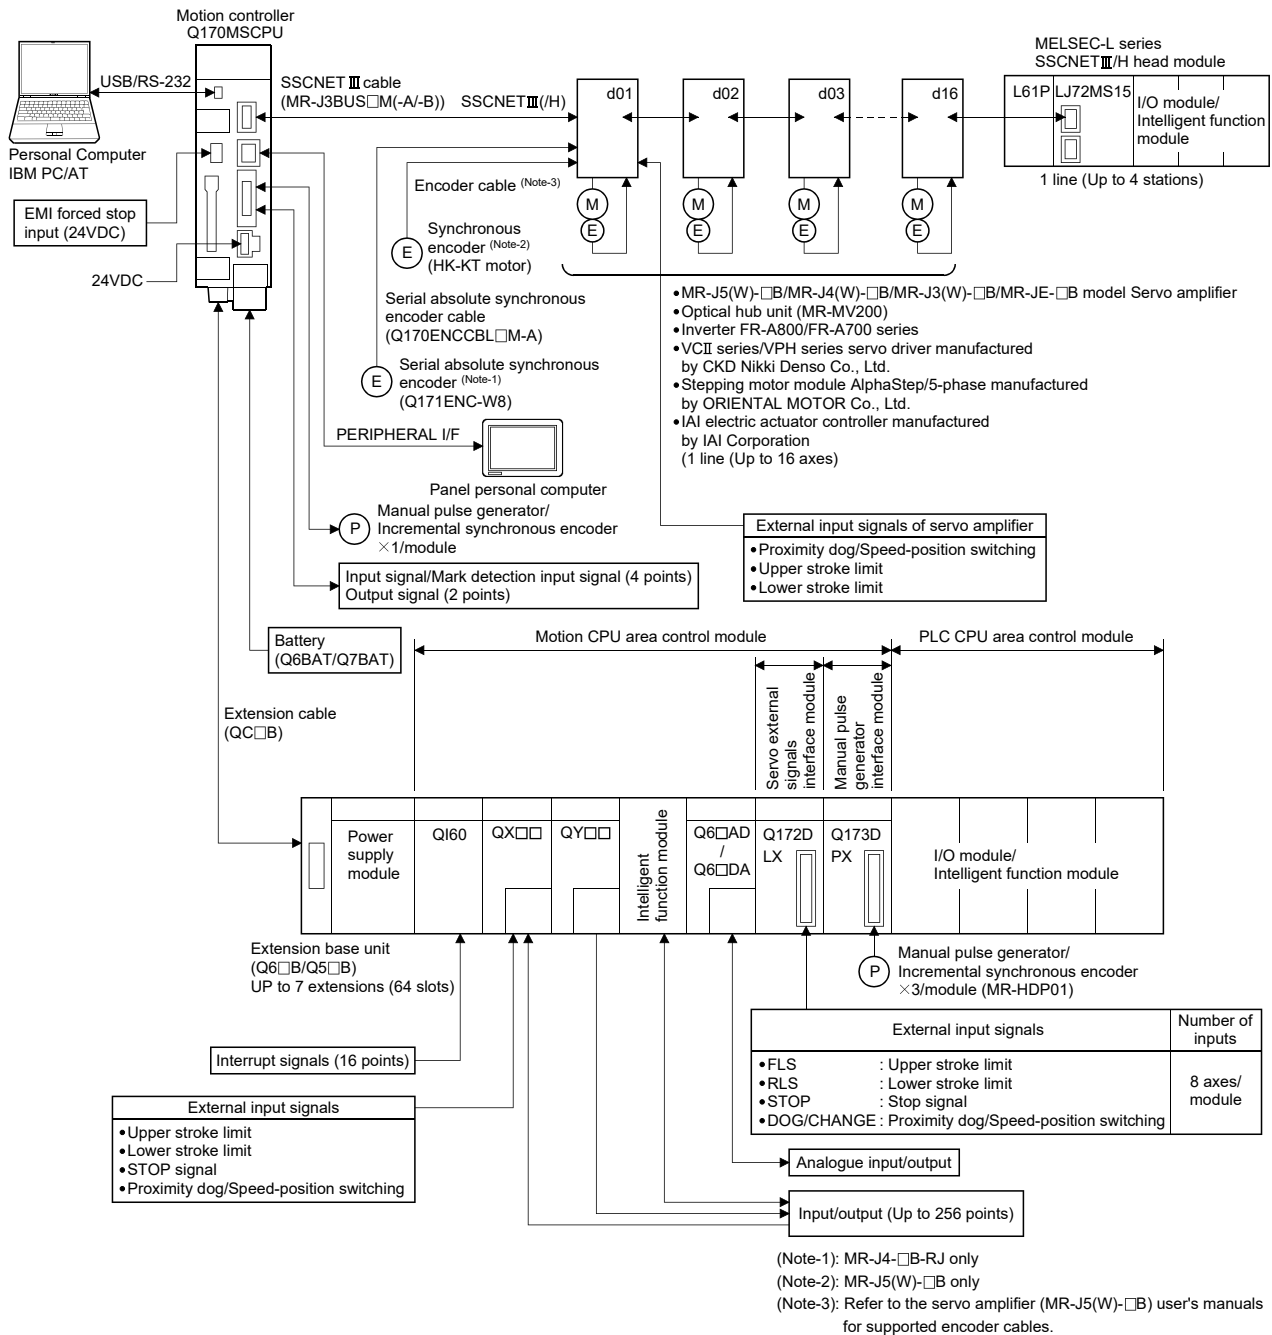 Motion controller
Q170MSCPU
USB/RS-232
Personal Computer
IBM PC/AT
EMI forced stop
input (24VDC)
24VDC
SSCNETⅢ cable
(MR-J3BUS□M(-A/-B))
SSCNETⅢ(/H)
d01
d02
d03
d16
M
E
M
E
M
E
M
E
MELSEC-L series
SSCNETⅢ/H head module
L61P
LJ72MS15
I/O module/
Intelligent function
module
1 line (Up to 4 stations)
Encoder cable (Note-3)
E
Synchronous
encoder (Note-2)
(HK-KT motor)
Serial absolute synchronous
encoder cable
(Q170ENCCBL□M-A)
E
Serial absolute synchronous
encoder (Note-1)
(Q171ENC-W8)
•MR-J5(W)-□B/MR-J4(W)-□B/MR-J3(W)-□B/MR-JE-□B model Servo amplifier
•Optical hub unit (MR-MV200)
•Inverter FR-A800/FR-A700 series
•VCⅡ series/VPH series servo driver manufactured
by CKD Nikki Denso Co., Ltd.
•Stepping motor module AlphaStep/5-phase manufactured
by ORIENTAL MOTOR Co., Ltd.
•IAI electric actuator controller manufactured
by IAI Corporation
(1 line (Up to 16 axes)
PERIPHERAL I/F
Panel personal computer
P
Manual pulse generator/
Incremental synchronous encoder
×1/module
Input signal/Mark detection input signal (4 points)
Output signal (2 points)
External input signals of servo amplifier
•Proximity dog/Speed-position switching
•Upper stroke limit
•Lower stroke limit
Battery
(Q6BAT/Q7BAT)
Extension cable
(QC□B)
Motion CPU area control module
PLC CPU area control module
Servo external
signals
interface module
Manual pulse
generator
interface module
Power
supply
module
QI60
QX□□
QY□□
Intelligent
function module
Q6□AD
/
Q6□DA
Q172D
LX
Q173D
PX
I/O module/
Intelligent function module
Extension base unit
(Q6□B/Q5□B)
UP to 7 extensions (64 slots)
P
Manual pulse generator/
Incremental synchronous encoder
×3/module (MR-HDP01)
Interrupt signals (16 points)
External input signals
•Upper stroke limit
•Lower stroke limit
•STOP signal
•Proximity dog/Speed-position switching
External input signals
Number of
inputs
•FLS : Upper stroke limit
•RLS : Lower stroke limit
•STOP : Stop signal
•DOG/CHANGE : Proximity dog/Speed-position switching
8 axes/
module
Analogue input/output
Input/output (Up to 256 points)
(Note-1): MR-J4-□B-RJ only
(Note-2): MR-J5(W)-□B only
(Note-3): Refer to the servo amplifier (MR-J5(W)-□B) user's manuals
for supported encoder cables.